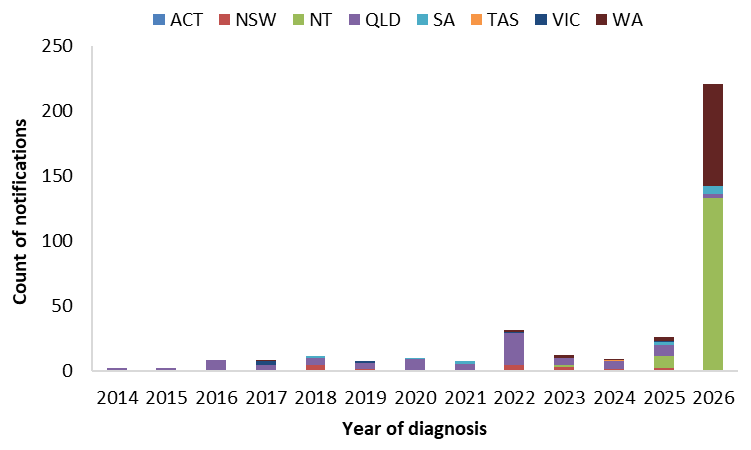 ACT NSW NT QLD SA TAS VIC WA
250
200
150
100
50
0
Count of notifications
2014 2015 2016 2017 2018 2019 2020 2021 2022 2023 2024 2025 2026
Year of diagnosis